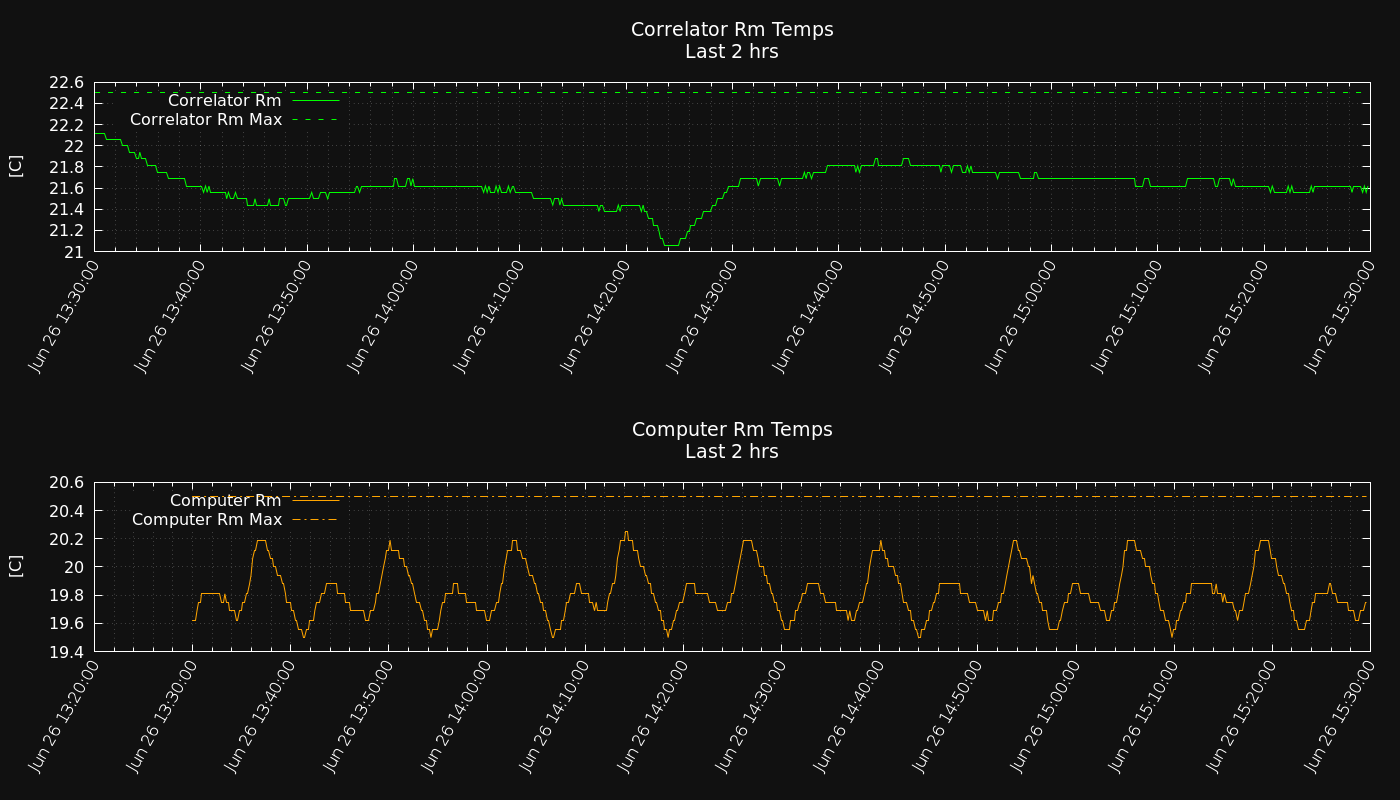 Correlator Rm Temps
Last 2 hrs
22.6
22.4
22.2
22
21.8
21.6
21.4
21.2
21
[C]
Correlator Rm
Correlator Rm Max
Jun 26 13:30:00
Jun 26 13:40:00
Jun 26 13:50:00
Jun 26 14:00:00
Jun 26 14:10:00
Jun 26 14:20:00
Jun 26 14:30:00
Jun 26 14:40:00
Jun 26 14:50:00
Jun 26 15:00:00
Jun 26 15:10:00
Jun 26 15:20:00
Jun 26 15:30:00
Computer Rm Temps
Last 2 hrs
20.6
20.4
20.2
20
19.8
19.6
19.4
[C]
Computer Rm
Computer Rm Max
Jun 26 13:20:00
Jun 26 13:30:00
Jun 26 13:40:00
Jun 26 13:50:00
Jun 26 14:00:00
Jun 26 14:10:00
Jun 26 14:20:00
Jun 26 14:30:00
Jun 26 14:40:00
Jun 26 14:50:00
Jun 26 15:00:00
Jun 26 15:10:00
Jun 26 15:20:00
Jun 26 15:30:00